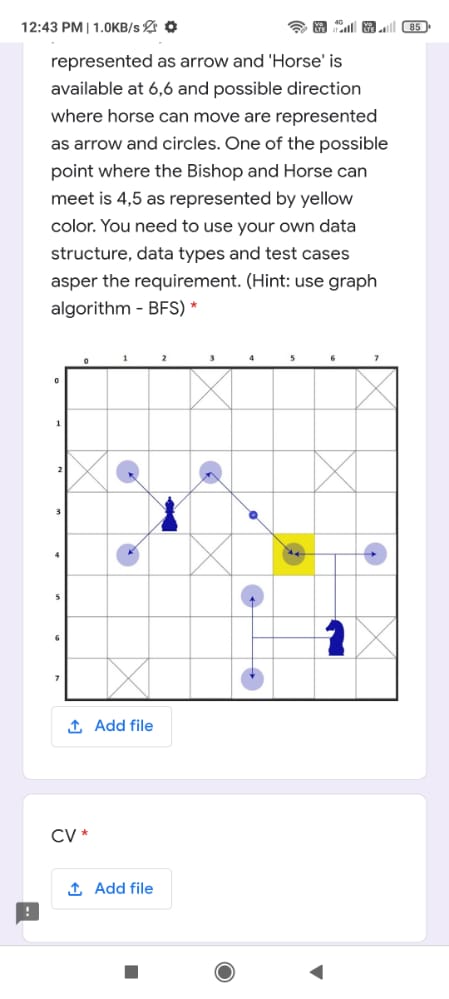 12:43 PM | 1.0KB/s
4G
85
represented as arrow and 'Horse' is
available at 6,6 and possible direction
where horse can move are represented
as arrow and circles. One of the possible
point where the Bishop and Horse can
meet is 4,5 as represented by yellow
color. You need to use your own data
structure, data types and test cases
asper the requirement. (Hint: use graph
algorithm - BFS) *
0 1 2 3 4 5 6 7
0
1
2
3
4
5
6
7
Add file
CV *
Add file